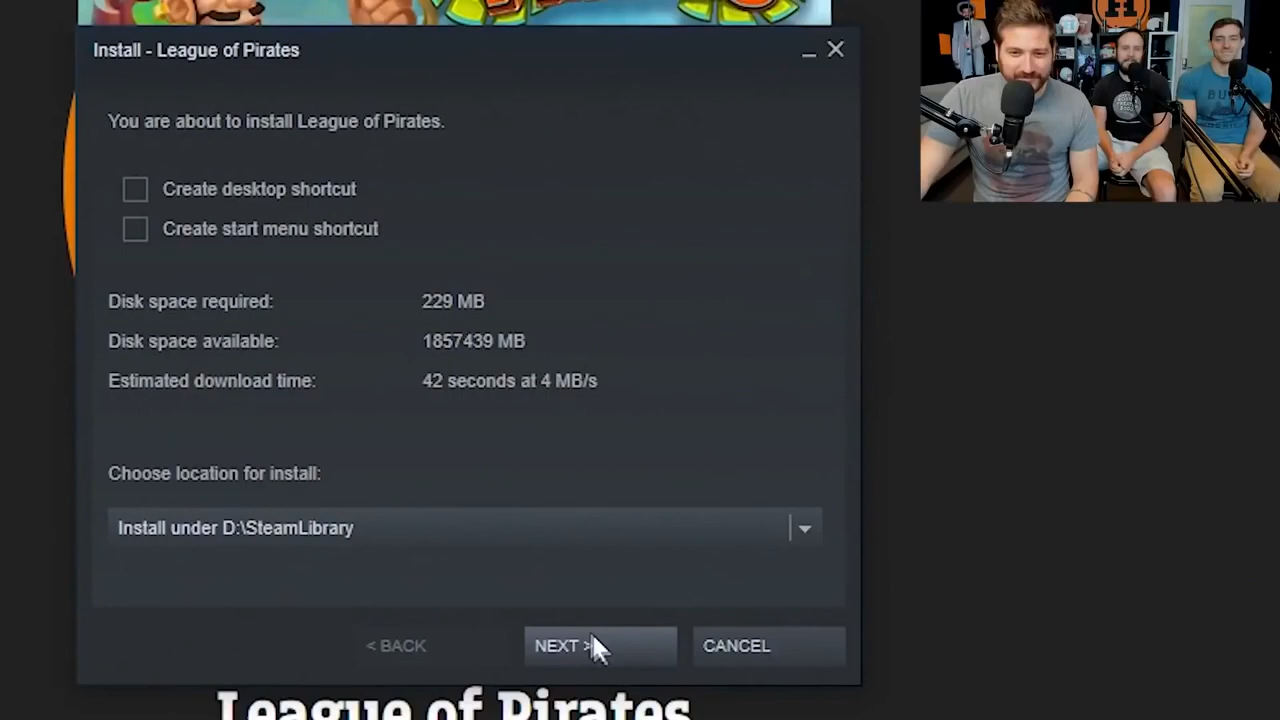 Install - League of Pirates
You are about to install League of Pirates.
Create desktop shortcut
Create start menu shortcut
Disk space required: 229 MB
Disk space available: 1857439 MB
Estimated download time: 42 seconds at 4 MB/s
Choose location for install:
Install under D:\SteamLibrary
< BACK
NEXT >
CANCEL
League of Pirates